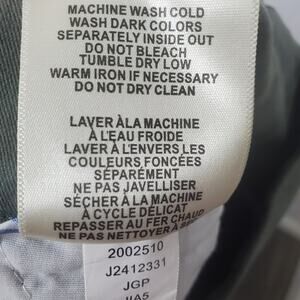 MACHINE WASH COLD
WASH DARK COLORS
SEPARATELY INSIDE OUT
DO NOT BLEACH
TUMBLE DRY LOW
WARM IRON IF NECESSARY
DO NOT DRY CLEAN
LAVER À LA MACHINE
À L'EAU FROIDE
LAVER À L'ENVERS LES
COULEURS FONCÉES
SÉPARÉMENT
NE PAS JAVELLISER
SÉCHER À LA MACHINE
À CYCLE DÉLICAT
REPASSER AU FER CHAUD
NE PAS NETTOYER À
2002510
J2412331
JGP